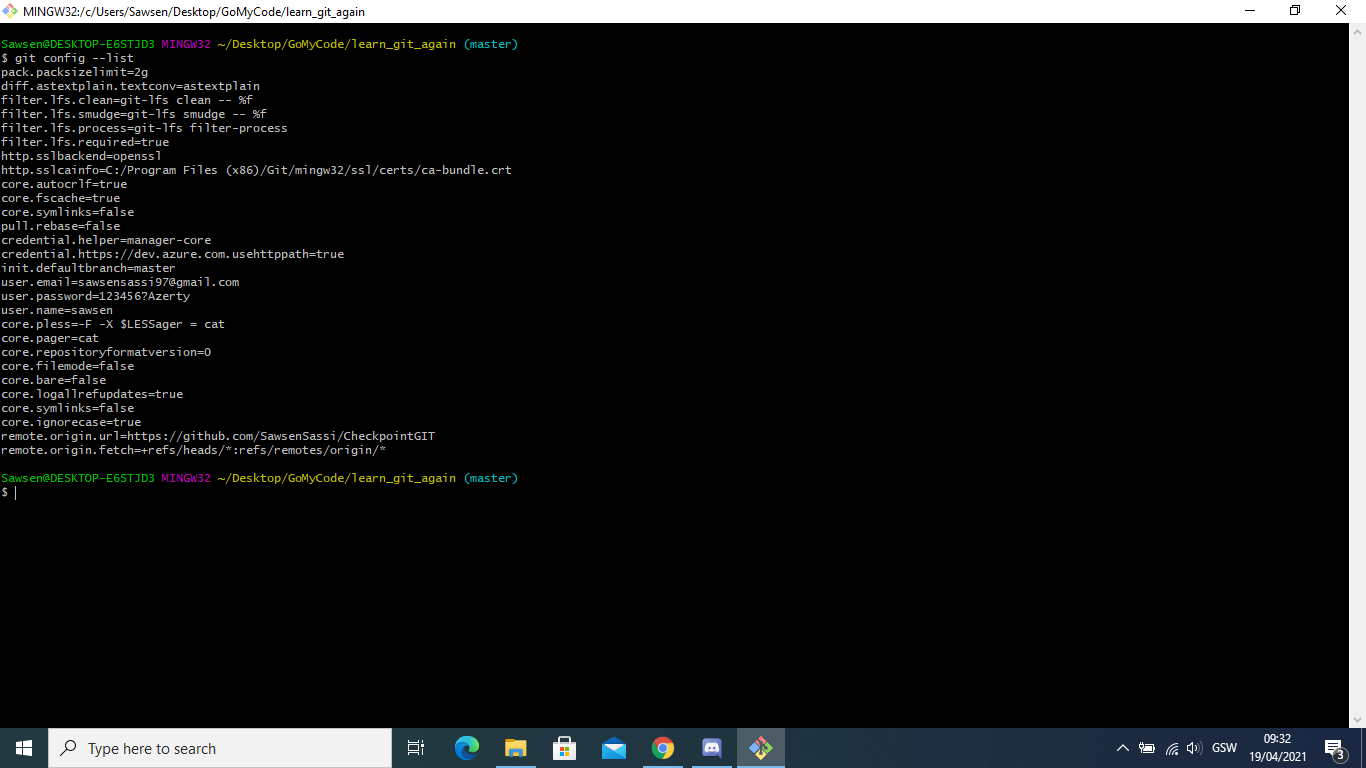 MINGW32:/c/Users/Sawsen/Desktop/GoMyCode/learn_git_again
Sawsen@DESKTOP-E6STJD3 MINGW32 ~/Desktop/GoMyCode/learn_git_again (master)
$ git config --list
pack.packsizelimit=2g
diff.astextplain.textconv=astextplain
filter.lfs.clean=git-lfs clean -- %f
filter.lfs.smudge=git-lfs smudge -- %f
filter.lfs.process=git-lfs filter-process
filter.lfs.required=true
http.sslbackend=openssl
http.sslcainfo=C:/Program Files (x86)/Git/mingw32/ssl/certs/ca-bundle.crt
core.autocrlf=true
core.fscache=true
core.symlinks=false
pull.rebase=false
credential.helper=manager-core
credential.https://dev.azure.com.usehttppath=true
init.defaultbranch=master
user.email=sawsensassi97@gmail.com
user.password=123456?Azerty
user.name=sawsen
core.pless=-F -X $LESSager = cat
core.pager=cat
core.repositoryformatversion=0
core.filemode=false
core.bare=false
core.logallrefupdates=true
core.symlinks=false
core.ignorecase=true
remote.origin.url=https://github.com/SawsenSassi/CheckpointGIT
remote.origin.fetch=+refs/heads/*:refs/remotes/origin/*
Sawsen@DESKTOP-E6STJD3 MINGW32 ~/Desktop/GoMyCode/learn_git_again (master)
$
Type here to search
GSW
09:32
19/04/2021
3